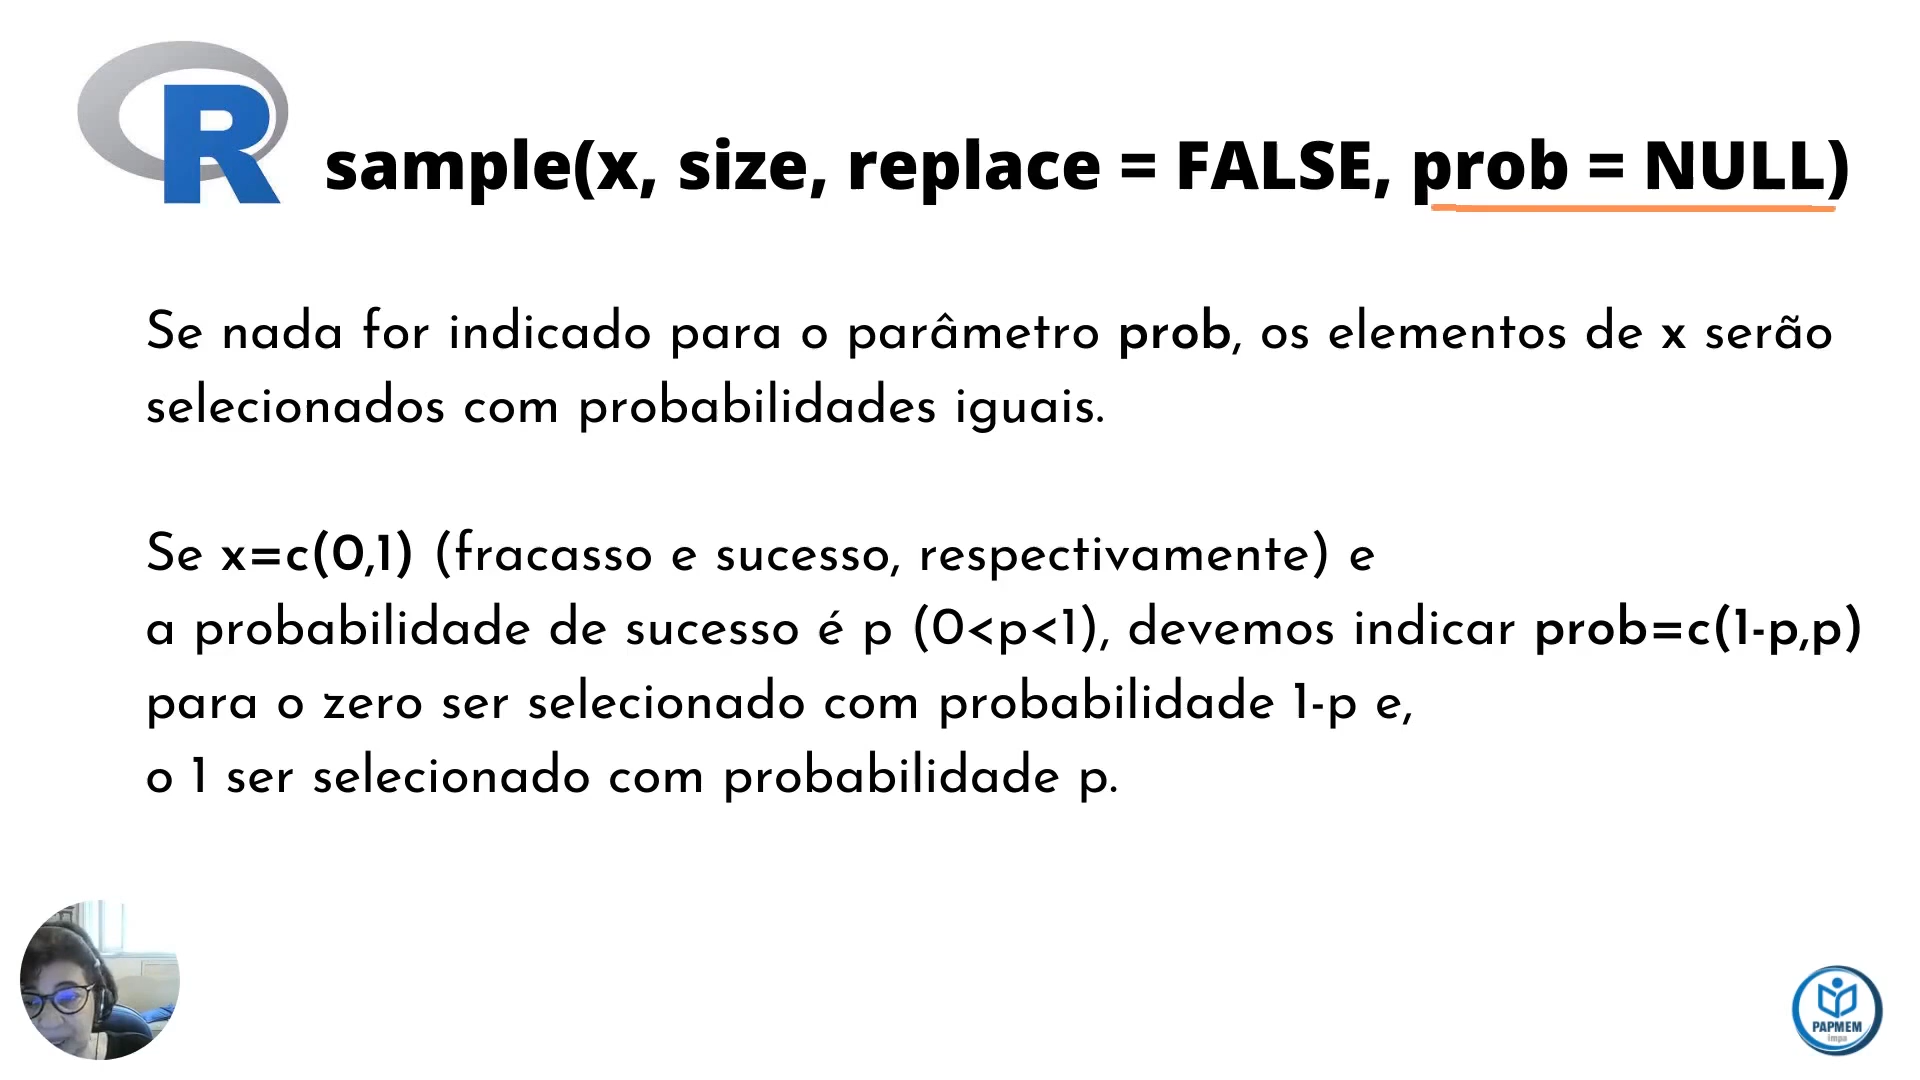 R
sample(x, size, replace = FALSE, prob = NULL)
Se nada for indicado para o parâmetro prob, os elementos de x serão
selecionados com probabilidades iguais.
Se x=c(0,1) (fracasso e sucesso, respectivamente) e
a probabilidade de sucesso é p (0<p<1), devemos indicar prob=c(1-p,p)
para o zero ser selecionado com probabilidade 1-p e,
o 1 ser selecionado com probabilidade p.
PAPMEM
impa